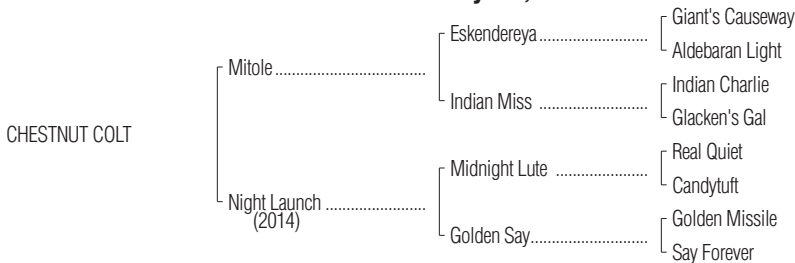 Giant's Causeway
Eskendereya
Aldebaran Light
Mitole
Indian Charlie
Indian Miss
Glacken's Gal
CHESTNUT COLT
Real Quiet
Midnight Lute
Candytuft
Night Launch
(2014)
Golden Missile
Golden Say
Say Forever